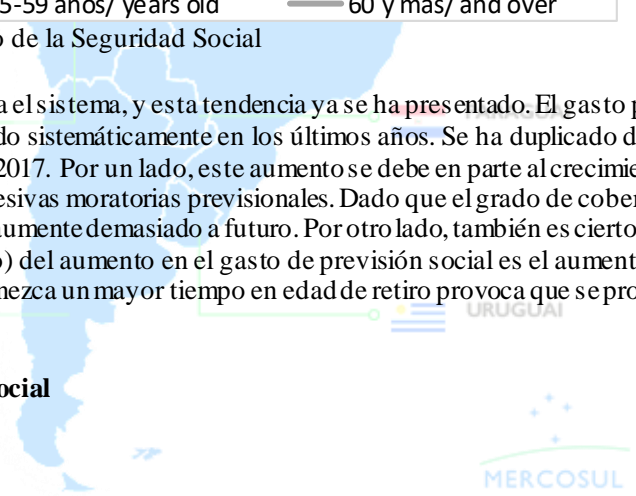 5-59 años/ years old 60 y más/ and over
o de la Seguridad Social
a el sistema, y esta tendencia ya se ha presentado. El gasto p
PARAGUAI
do sistemáticamente en los últimos años. Se ha duplicado d
2017. Por un lado, este aumento se debe en parte al crecimie
esivas moratorias previsionales. Dado que el grado de cober
aumente demasiado a futuro. Por otro lado, también es cierto
o) del aumento en el gasto de previsión social es el aument
nezca un mayor tiempo en edad de retiro provoca que se pro
URUGUAI
ocial
MERCOSUL